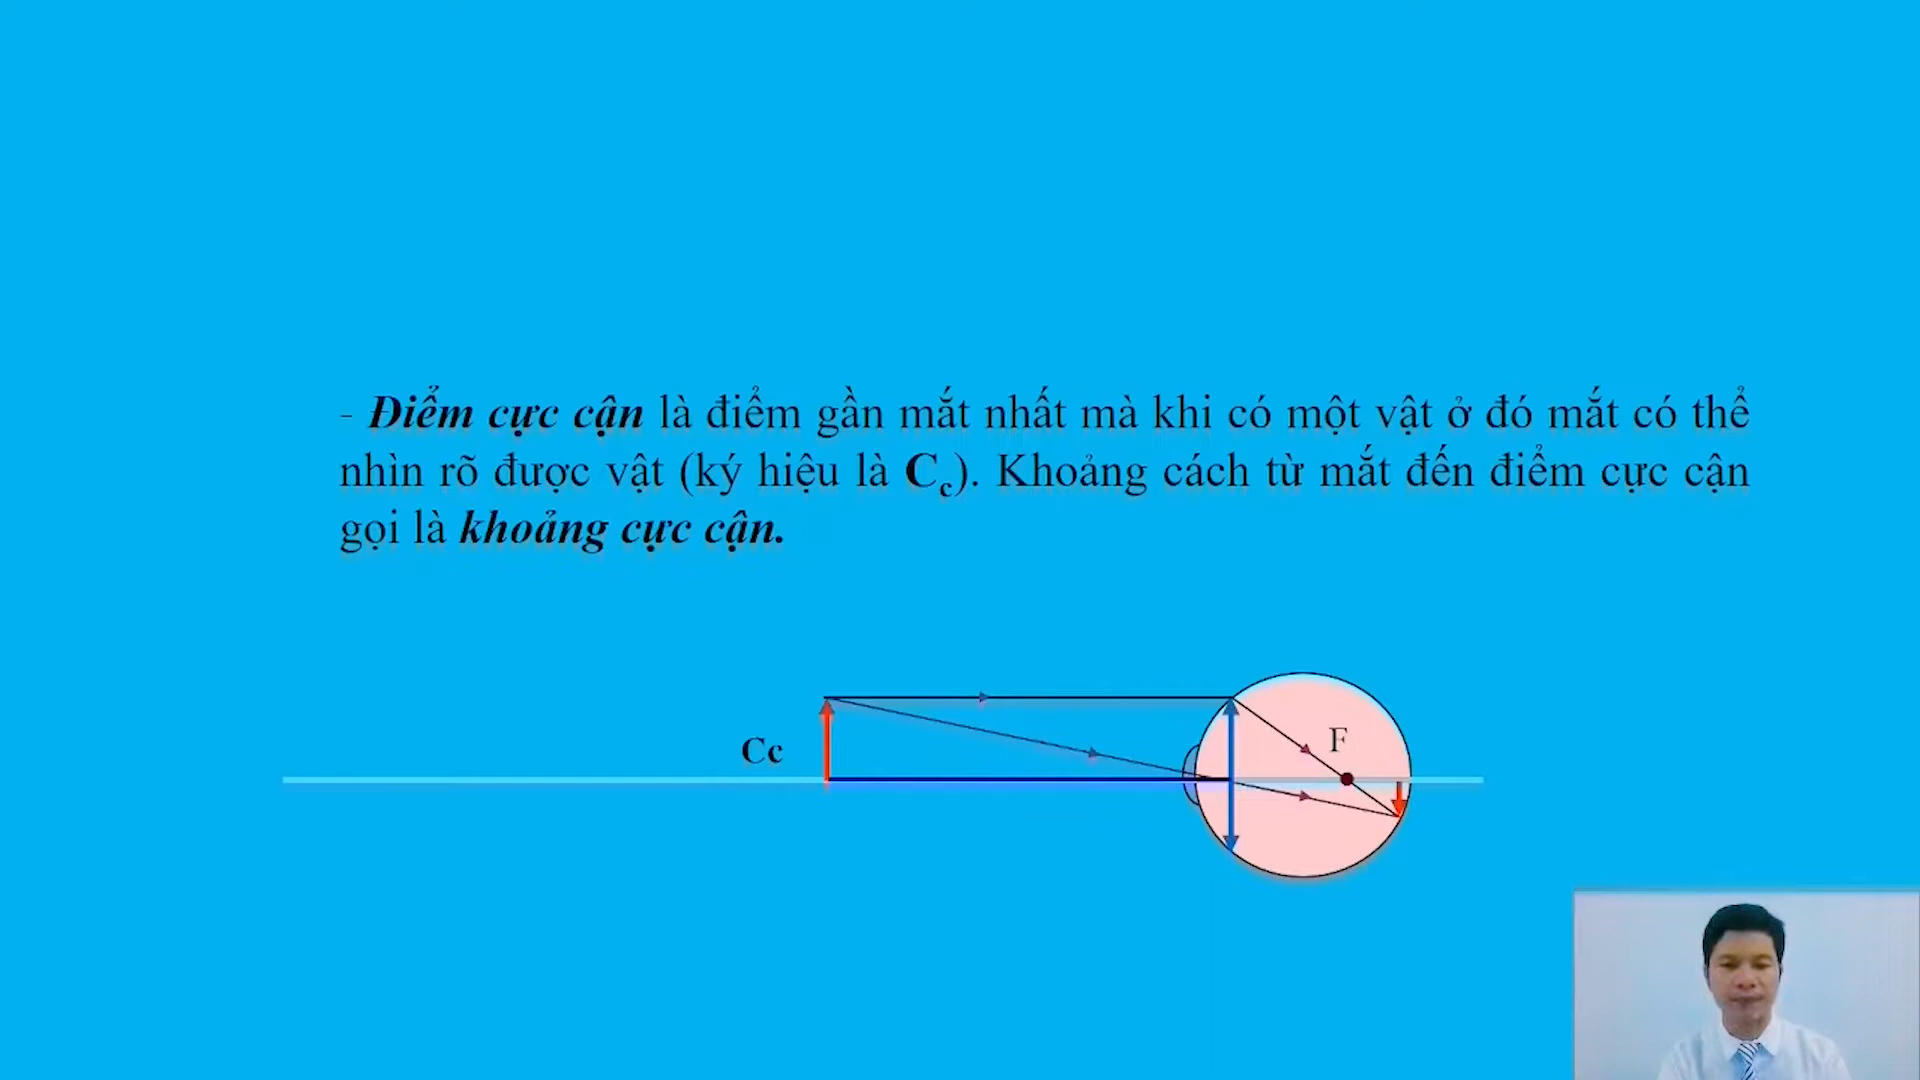 - Điểm cực cận là điểm gần mắt nhất mà khi có một vật ở đó mắt có thể
nhìn rõ được vật (ký hiệu là Cc). Khoảng cách từ mắt đến điểm cực cận
gọi là khoảng cực cận.
F
Cc